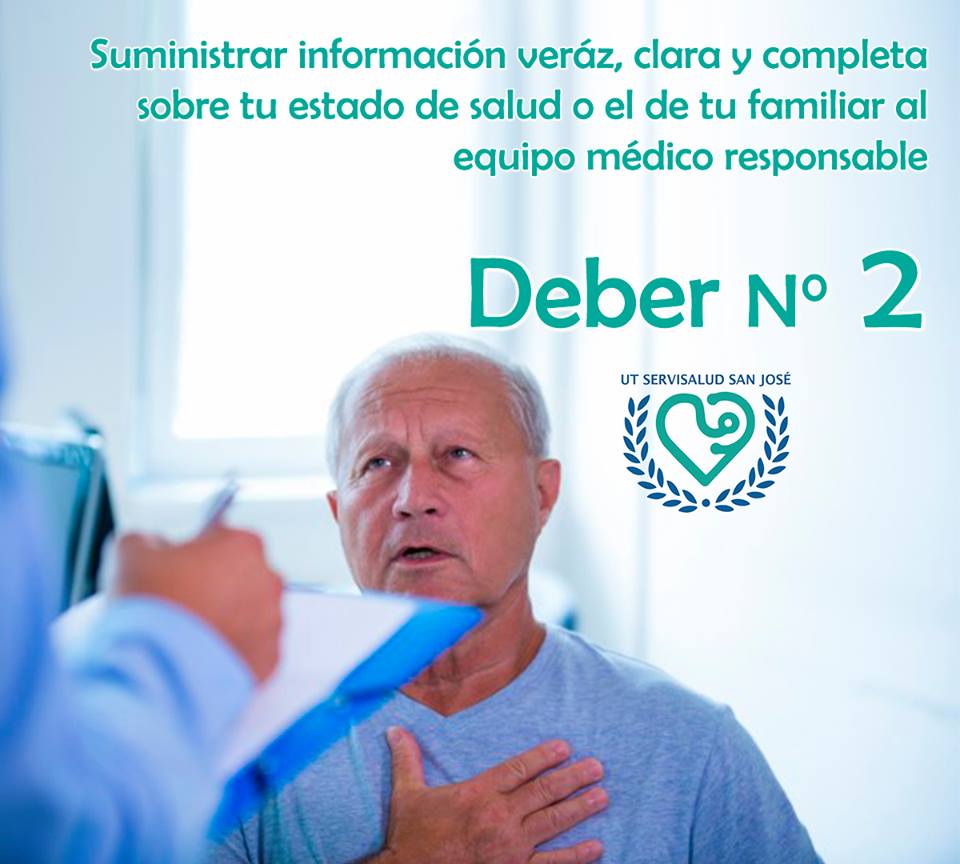 Suministrar información veráz, clara y completa
sobre tu estado de salud o el de tu familiar al
equipo médico responsable
Deber Nº 2
UT SERVISALUD SAN JOSÉ